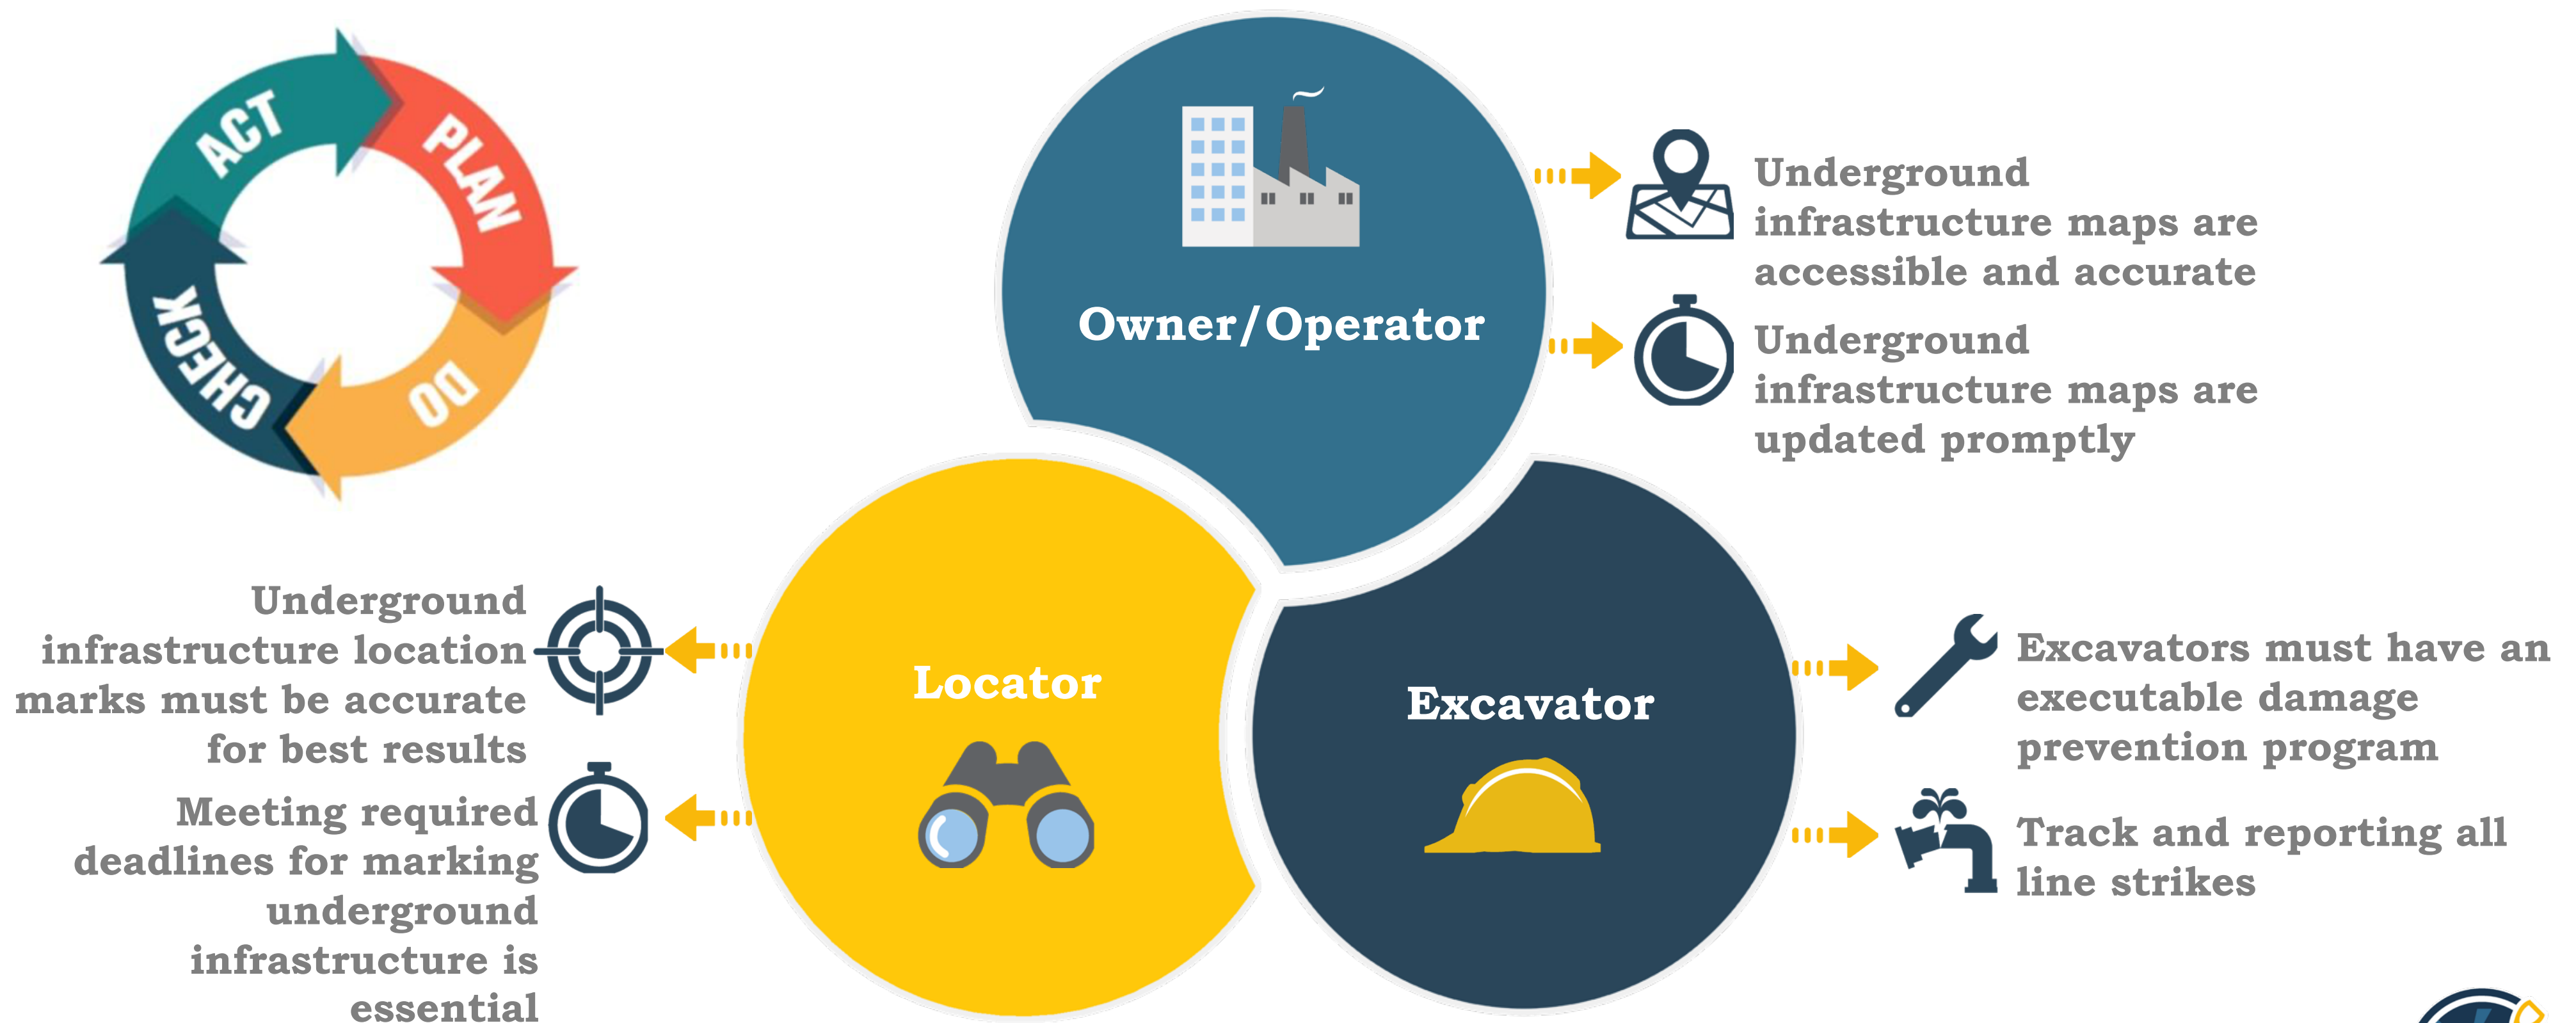 ACT
PLAN
DO
CHECK
Owner/Operator
Underground
infrastructure maps are
accessible and accurate
Underground
infrastructure maps are
updated promptly
Locator
Underground
infrastructure location
marks must be accurate
for best results
Meeting required
deadlines for marking
underground
infrastructure is
essential
Excavator
Excavators must have an
executable damage
prevention program
Track and reporting all
line strikes